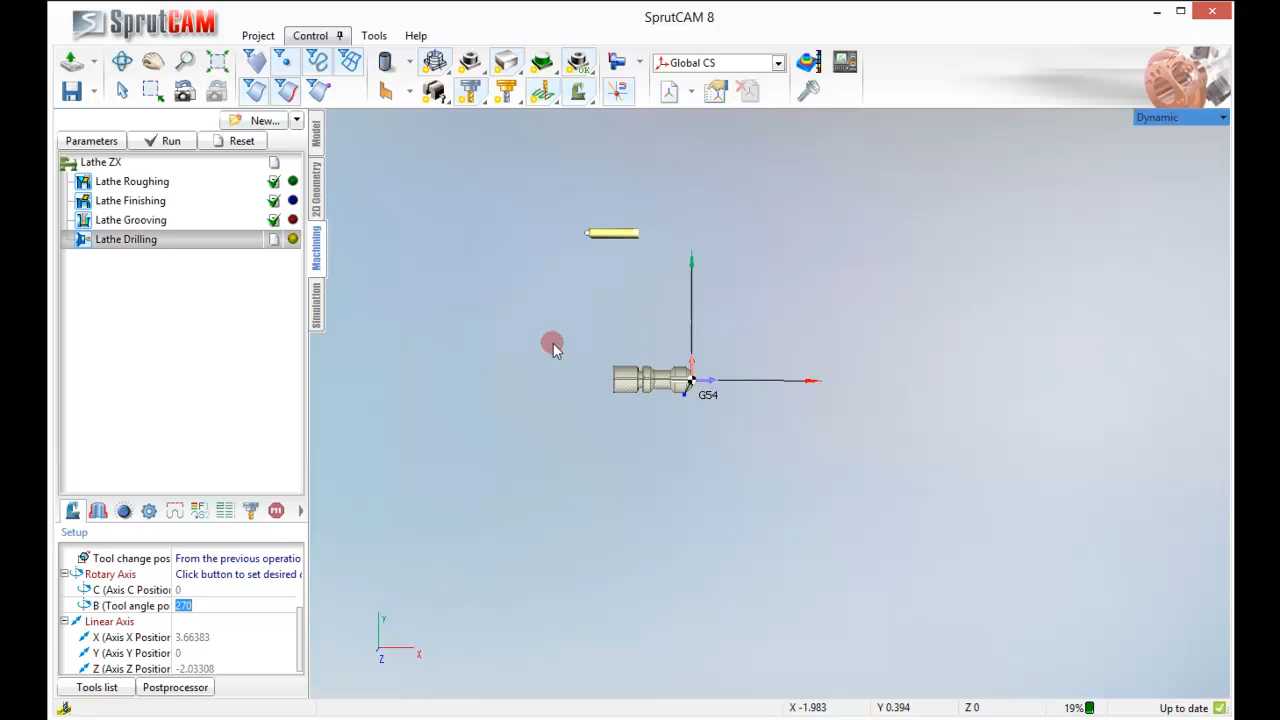 SprutCAM 8
SprutCAM
Project
Control
Tools
Help
Global CS
New...
Parameters
Run
Reset
Lathe ZX
Lathe Roughing
Lathe Finishing
Lathe Grooving
Lathe Drilling
Model
2D Geometry
Machining
Simulation
Dynamic
G54
y
X
Z
Setup
Tool change pos From the previous operatio
Rotary Axis Click button to set desired c
C (Axis C Positio 0
B (Tool angle po 270
Linear Axis
X (Axis X Position 3.66383
Y (Axis Y Position 0
Z (Axis Z Position -2.03308
Tools list
Postprocessor
X -1.983
Y 0.394
Z 0
19%
Up to date